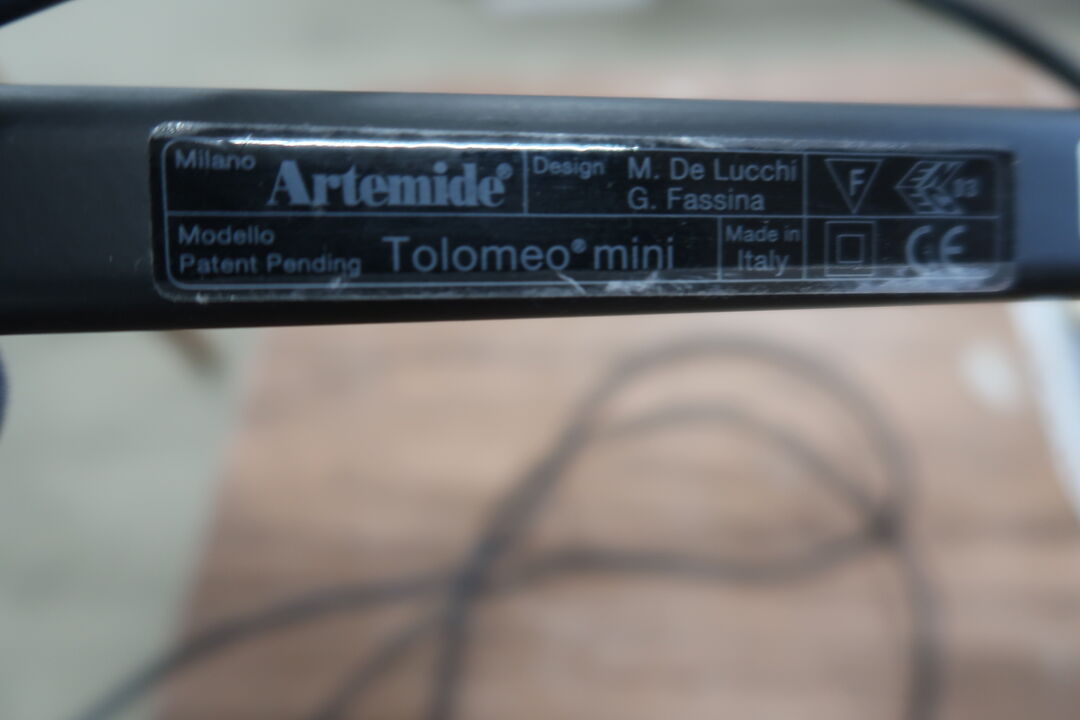 Milano Artemide®
Design M. De Lucchi
G. Fassina
F
Modello
Patent Pending Tolomeo® mini
Made in
Italy
CE